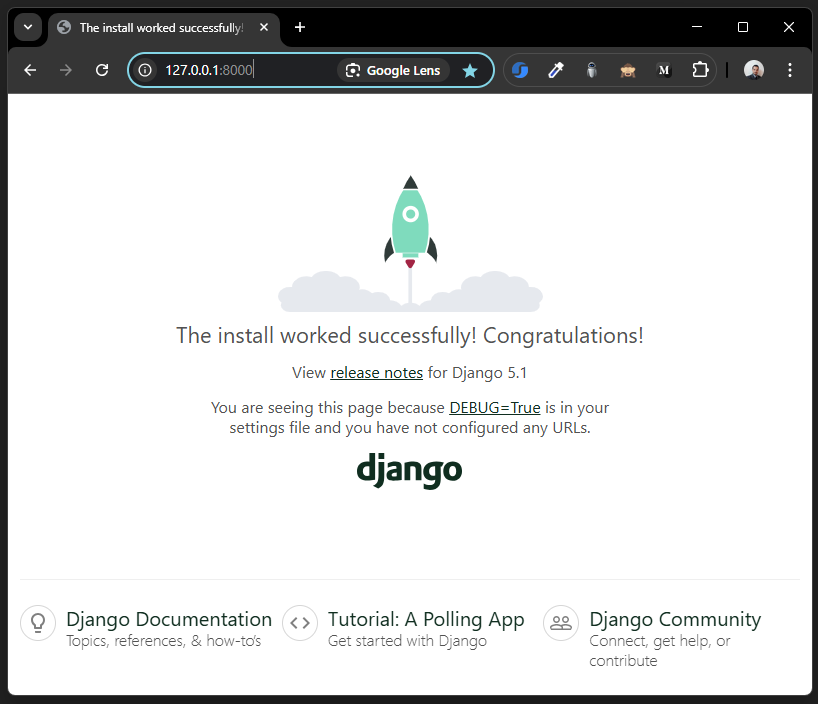 The install worked successfully!
127.0.0.1:8000
Google Lens
M
The install worked successfully! Congratulations!
View release notes for Django 5.1
You are seeing this page because DEBUG=True is in your
settings file and you have not configured any URLs.
django
Django Documentation
Topics, references, & how-to's
Tutorial: A Polling App
Get started with Django
Django Community
Connect, get help, or
contribute